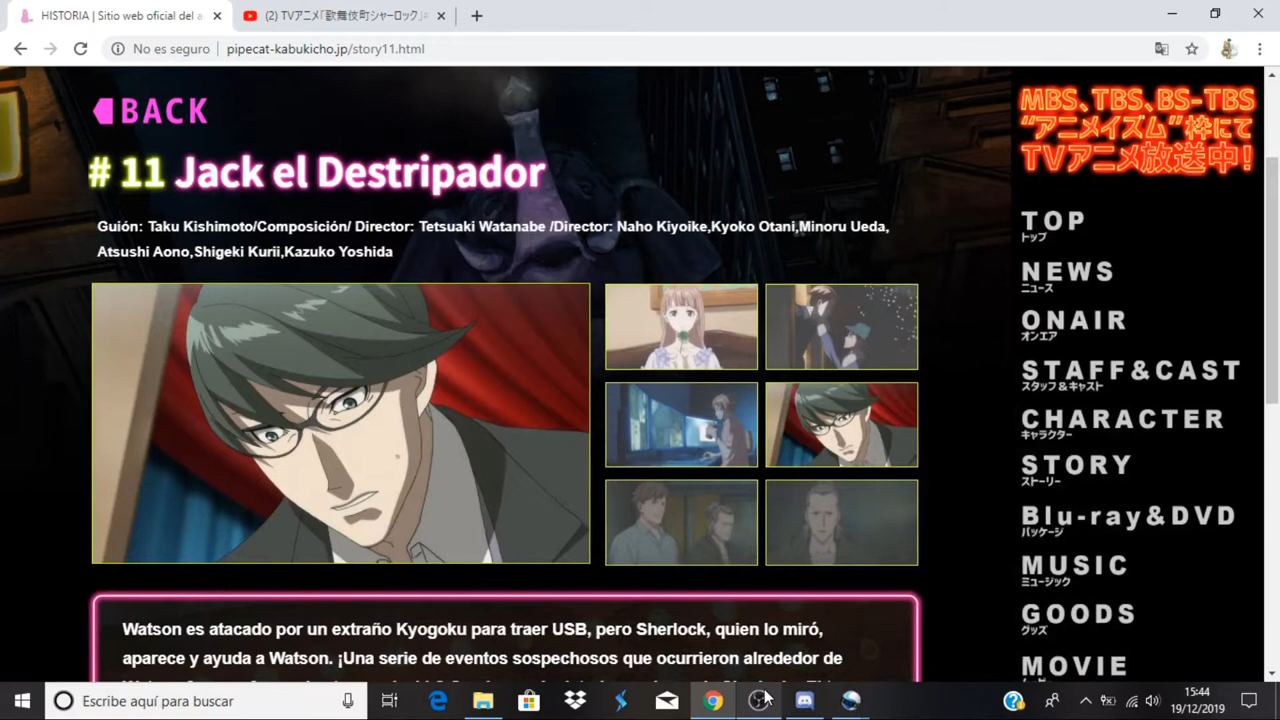 HISTORIA | Sitio web oficial del a
(2) TVアニメ「歌舞伎町シャーロック」
No es seguro
pipecat-kabukicho.jp/story11.html
BACK
# 11 Jack el Destripador
Guión: Taku Kishimoto/Composición/ Director: Tetsuaki Watanabe /Director: Naho Kiyoike,Kyoko Otani,Minoru Ueda,
Atsushi Aono,Shigeki Kurii,Kazuko Yoshida
Watson es atacado por un extraño Kyogoku para traer USB, pero Sherlock, quien lo miró,
aparece y ayuda a Watson. ¡Una serie de eventos sospechosos que ocurrieron alrededor de
MBS、TBS、BS-TBS
"アニメイズム"枠にて
TVアニメ放送中!
TOP
トップ
NEWS
ニュース
ONAIR
オンエア
STAFF&CAST
スタッフ&キャスト
CHARACTER
キャラクター
STORY
ストーリー
Blu-ray&DVD
パッケージ
MUSIC
ミュージック
GOODS
グッズ
MOVIE
Escribe aquí para buscar
15:44
19/12/2019